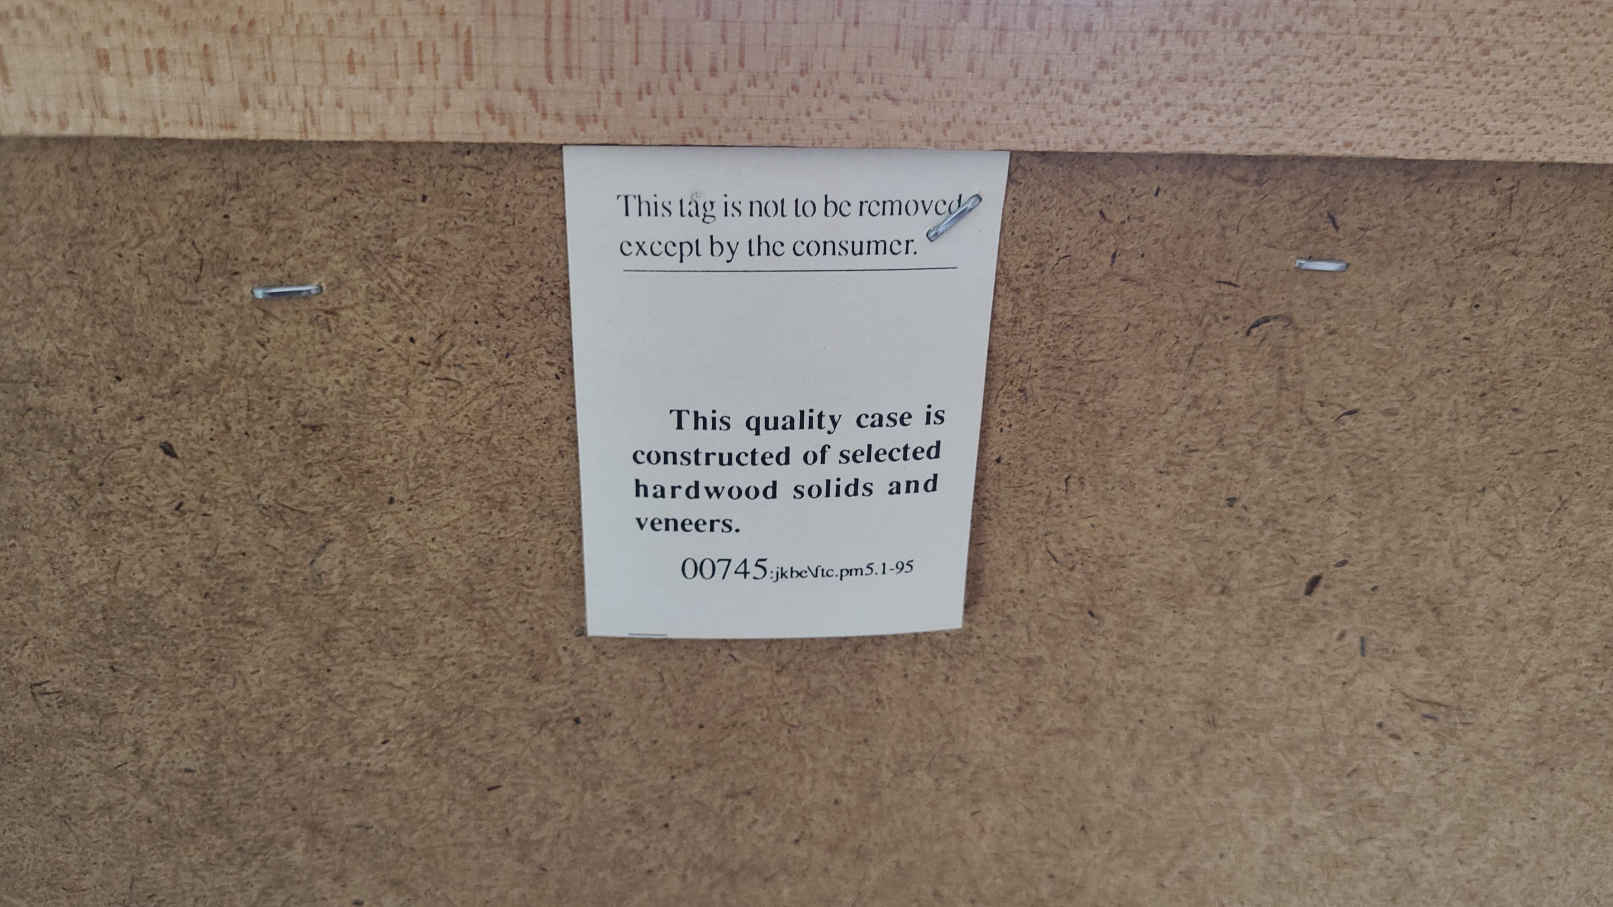 This tag is not to be removed
except by the consumer.
This quality case is
constructed of selected
hardwood solids and
veneers.
00745:jkbc\ftc.pm5.1-95